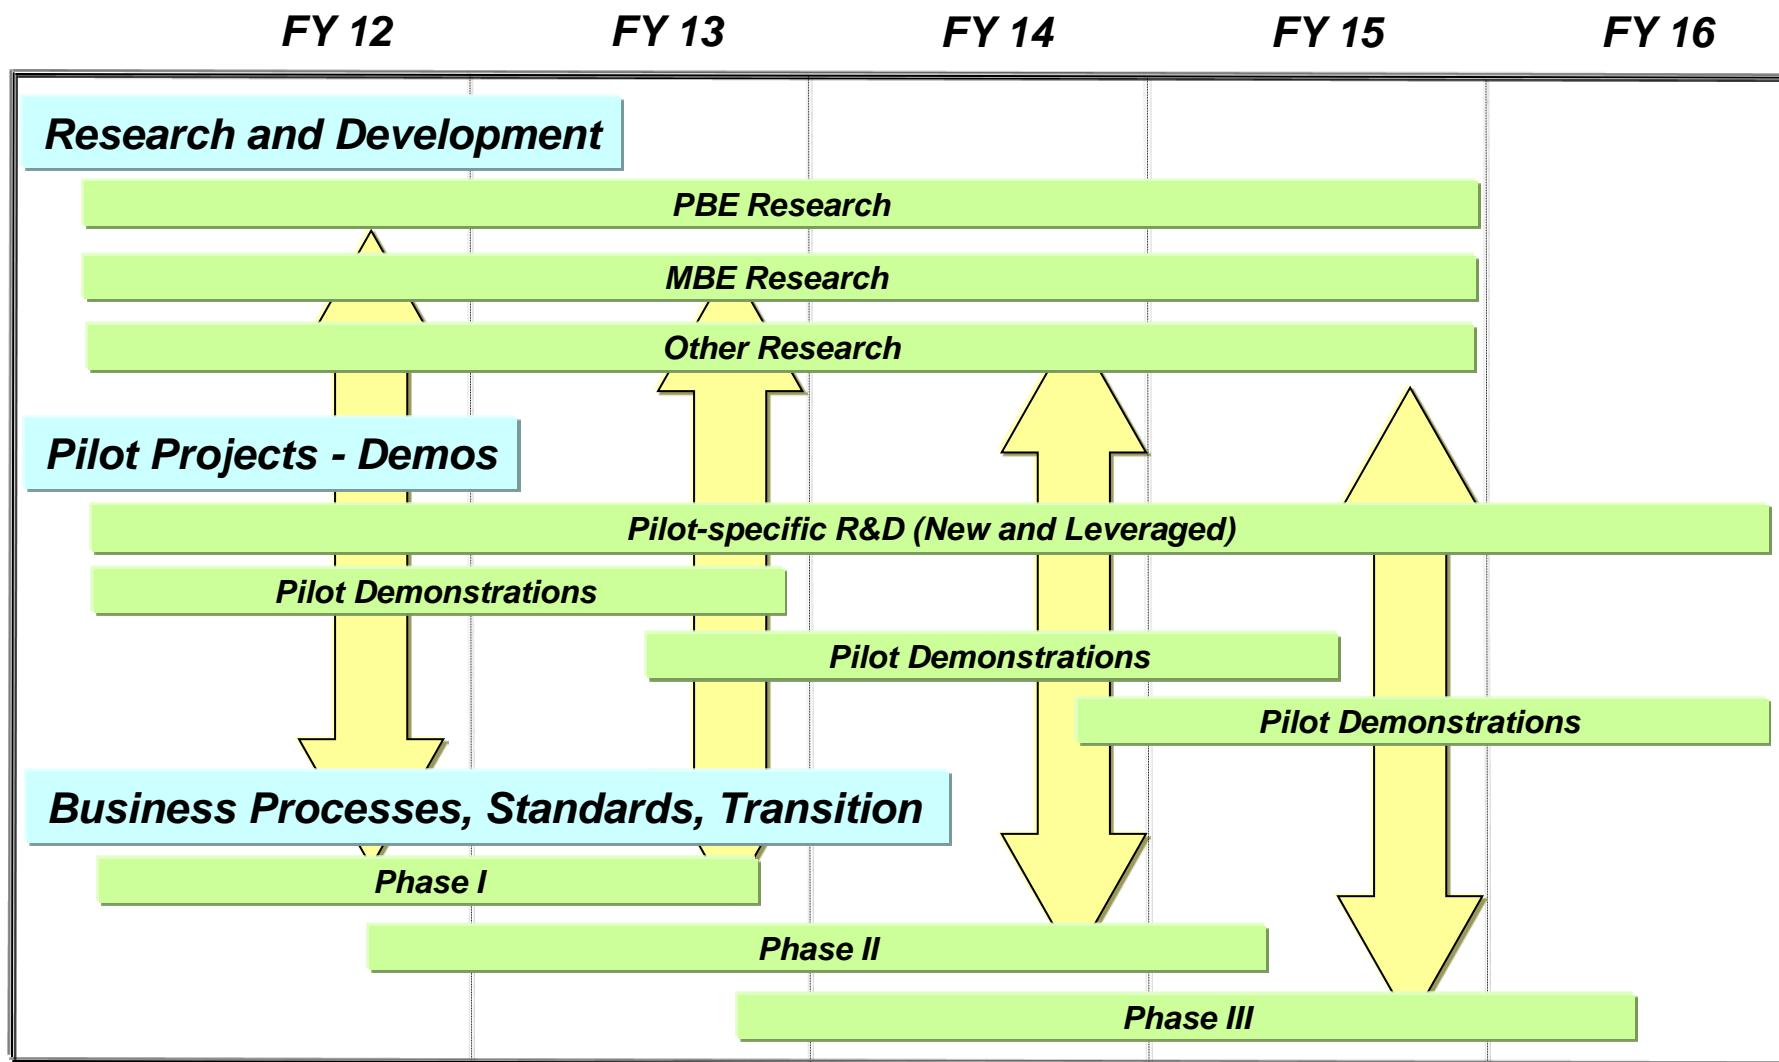 FY 12 FY 13 FY 14 FY 15 FY 16
Research and Development
PBE Research
MBE Research
Other Research
Pilot Projects - Demos
Pilot-specific R&D (New and Leveraged)
Pilot Demonstrations
Pilot Demonstrations
Pilot Demonstrations
Business Processes, Standards, Transition
Phase I
Phase II
Phase III